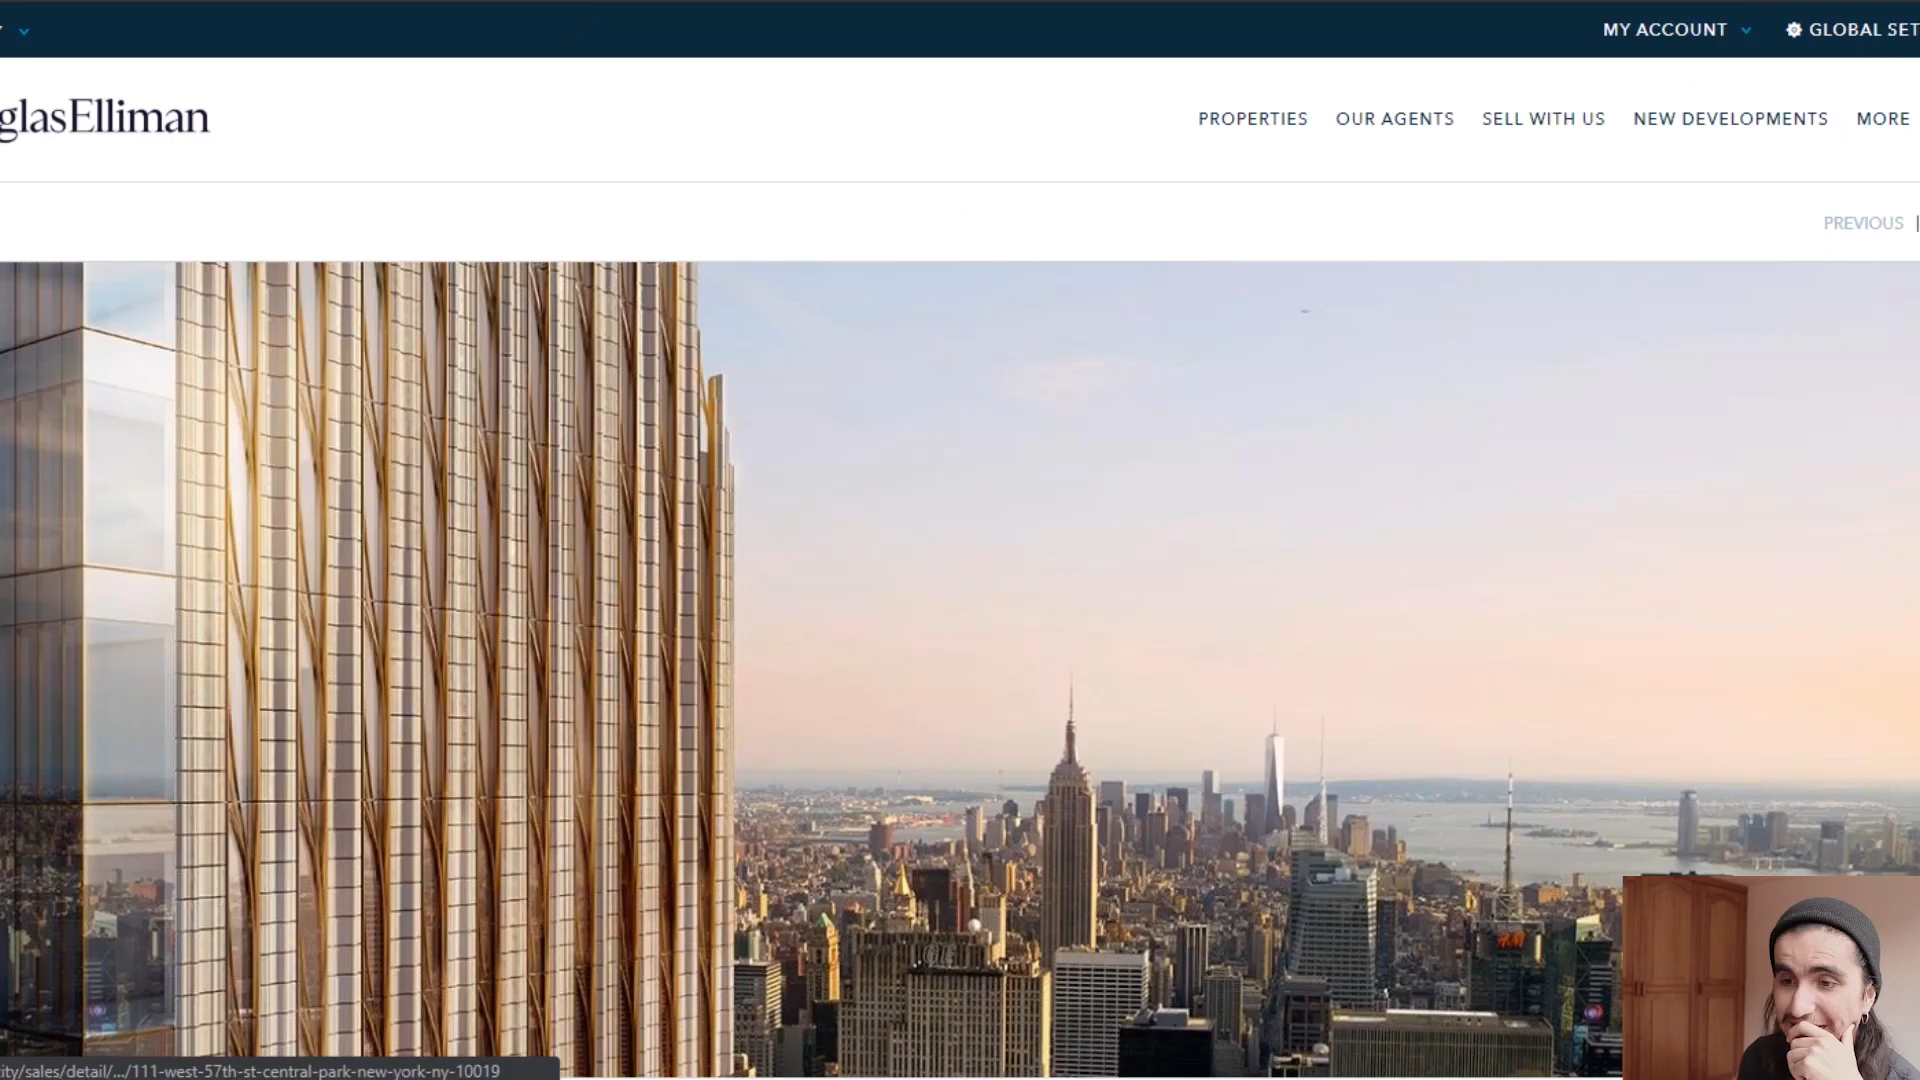 MY ACCOUNT
GLOBAL SET
glasElliman
PROPERTIES
OUR AGENTS
SELL WITH US
NEW DEVELOPMENTS
MORE
PREVIOUS |
H&M
ity/sales/detail/.../111-west-57th-st-central-park-new-york-ny-10019